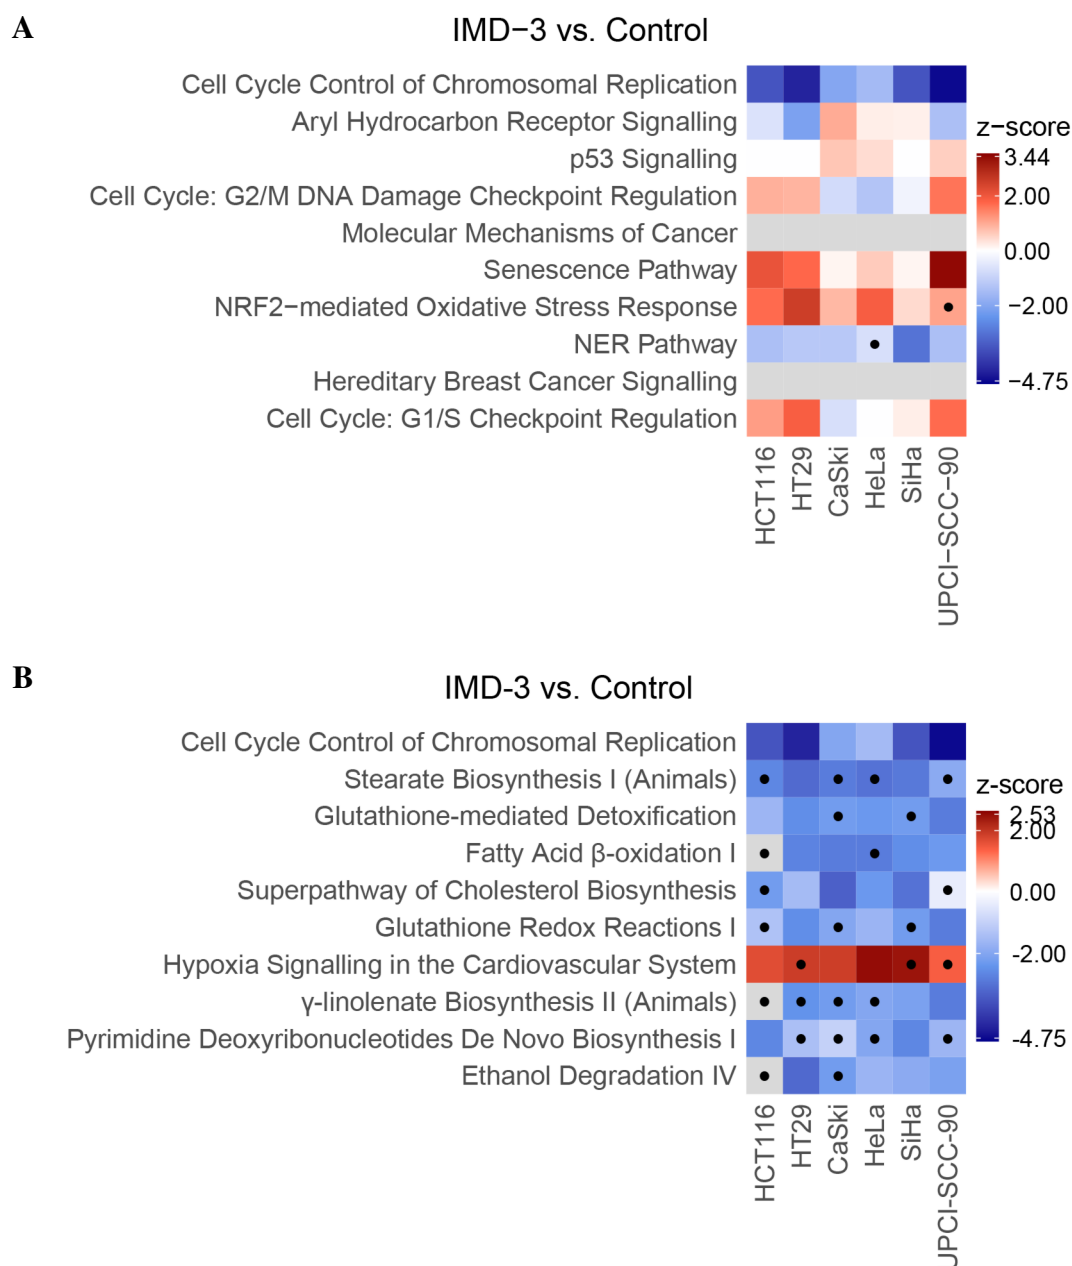 A
IMD−3 vs. Control
Cell Cycle Control of Chromosomal Replication
Aryl Hydrocarbon Receptor Signalling
p53 Signalling
Cell Cycle: G2/M DNA Damage Checkpoint Regulation
Molecular Mechanisms of Cancer
Senescence Pathway
NRF2−mediated Oxidative Stress Response
NER Pathway
Hereditary Breast Cancer Signalling
Cell Cycle: G1/S Checkpoint Regulation
z−score
3.44
2.00
0.00
−2.00
−4.75
HCT116
HT29
CaSki
HeLa
SiHa
UPCI−SCC−90
B
IMD-3 vs. Control
Cell Cycle Control of Chromosomal Replication
Stearate Biosynthesis I (Animals)
Glutathione-mediated Detoxification
Fatty Acid β-oxidation I
Superpathway of Cholesterol Biosynthesis
Glutathione Redox Reactions I
Hypoxia Signalling in the Cardiovascular System
γ-linolenate Biosynthesis II (Animals)
Pyrimidine Deoxyribonucleotides De Novo Biosynthesis I
Ethanol Degradation IV
z-score
2.53
2.00
0.00
-2.00
-4.75
HCT116
HT29
CaSki
HeLa
SiHa
UPCI-SCC-90